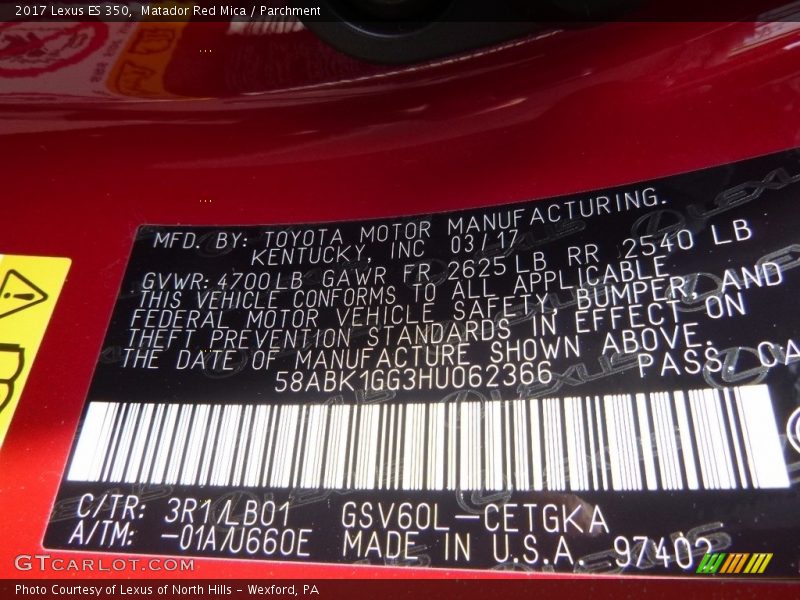 2017 Lexus ES 350, Matador Red Mica / Parchment
MFD. BY: TOYOTA MOTOR MANUFACTURING.
KENTUCKY, INC 03/17
GVWR: 4700LB GAWR FR 2625LB RR 2540 LB
THIS VEHICLE CONFORMS TO ALL APPLICABLE
FEDERAL MOTOR VEHICLE SAFETY, BUMPER AND
THEFT PREVENTION STANDARDS IN EFFECT ON
THE DATE OF MANUFACTURE SHOWN ABOVE.
58ABK1GG3HU062366 PASS. CA
C/TR: 3R1/LB01 GSV60L-CETGKA
A/TM: -01A/U660E MADE IN U.S.A. 97402
GTCARLOT.COM
Photo Courtesy of Lexus of North Hills - Wexford, PA